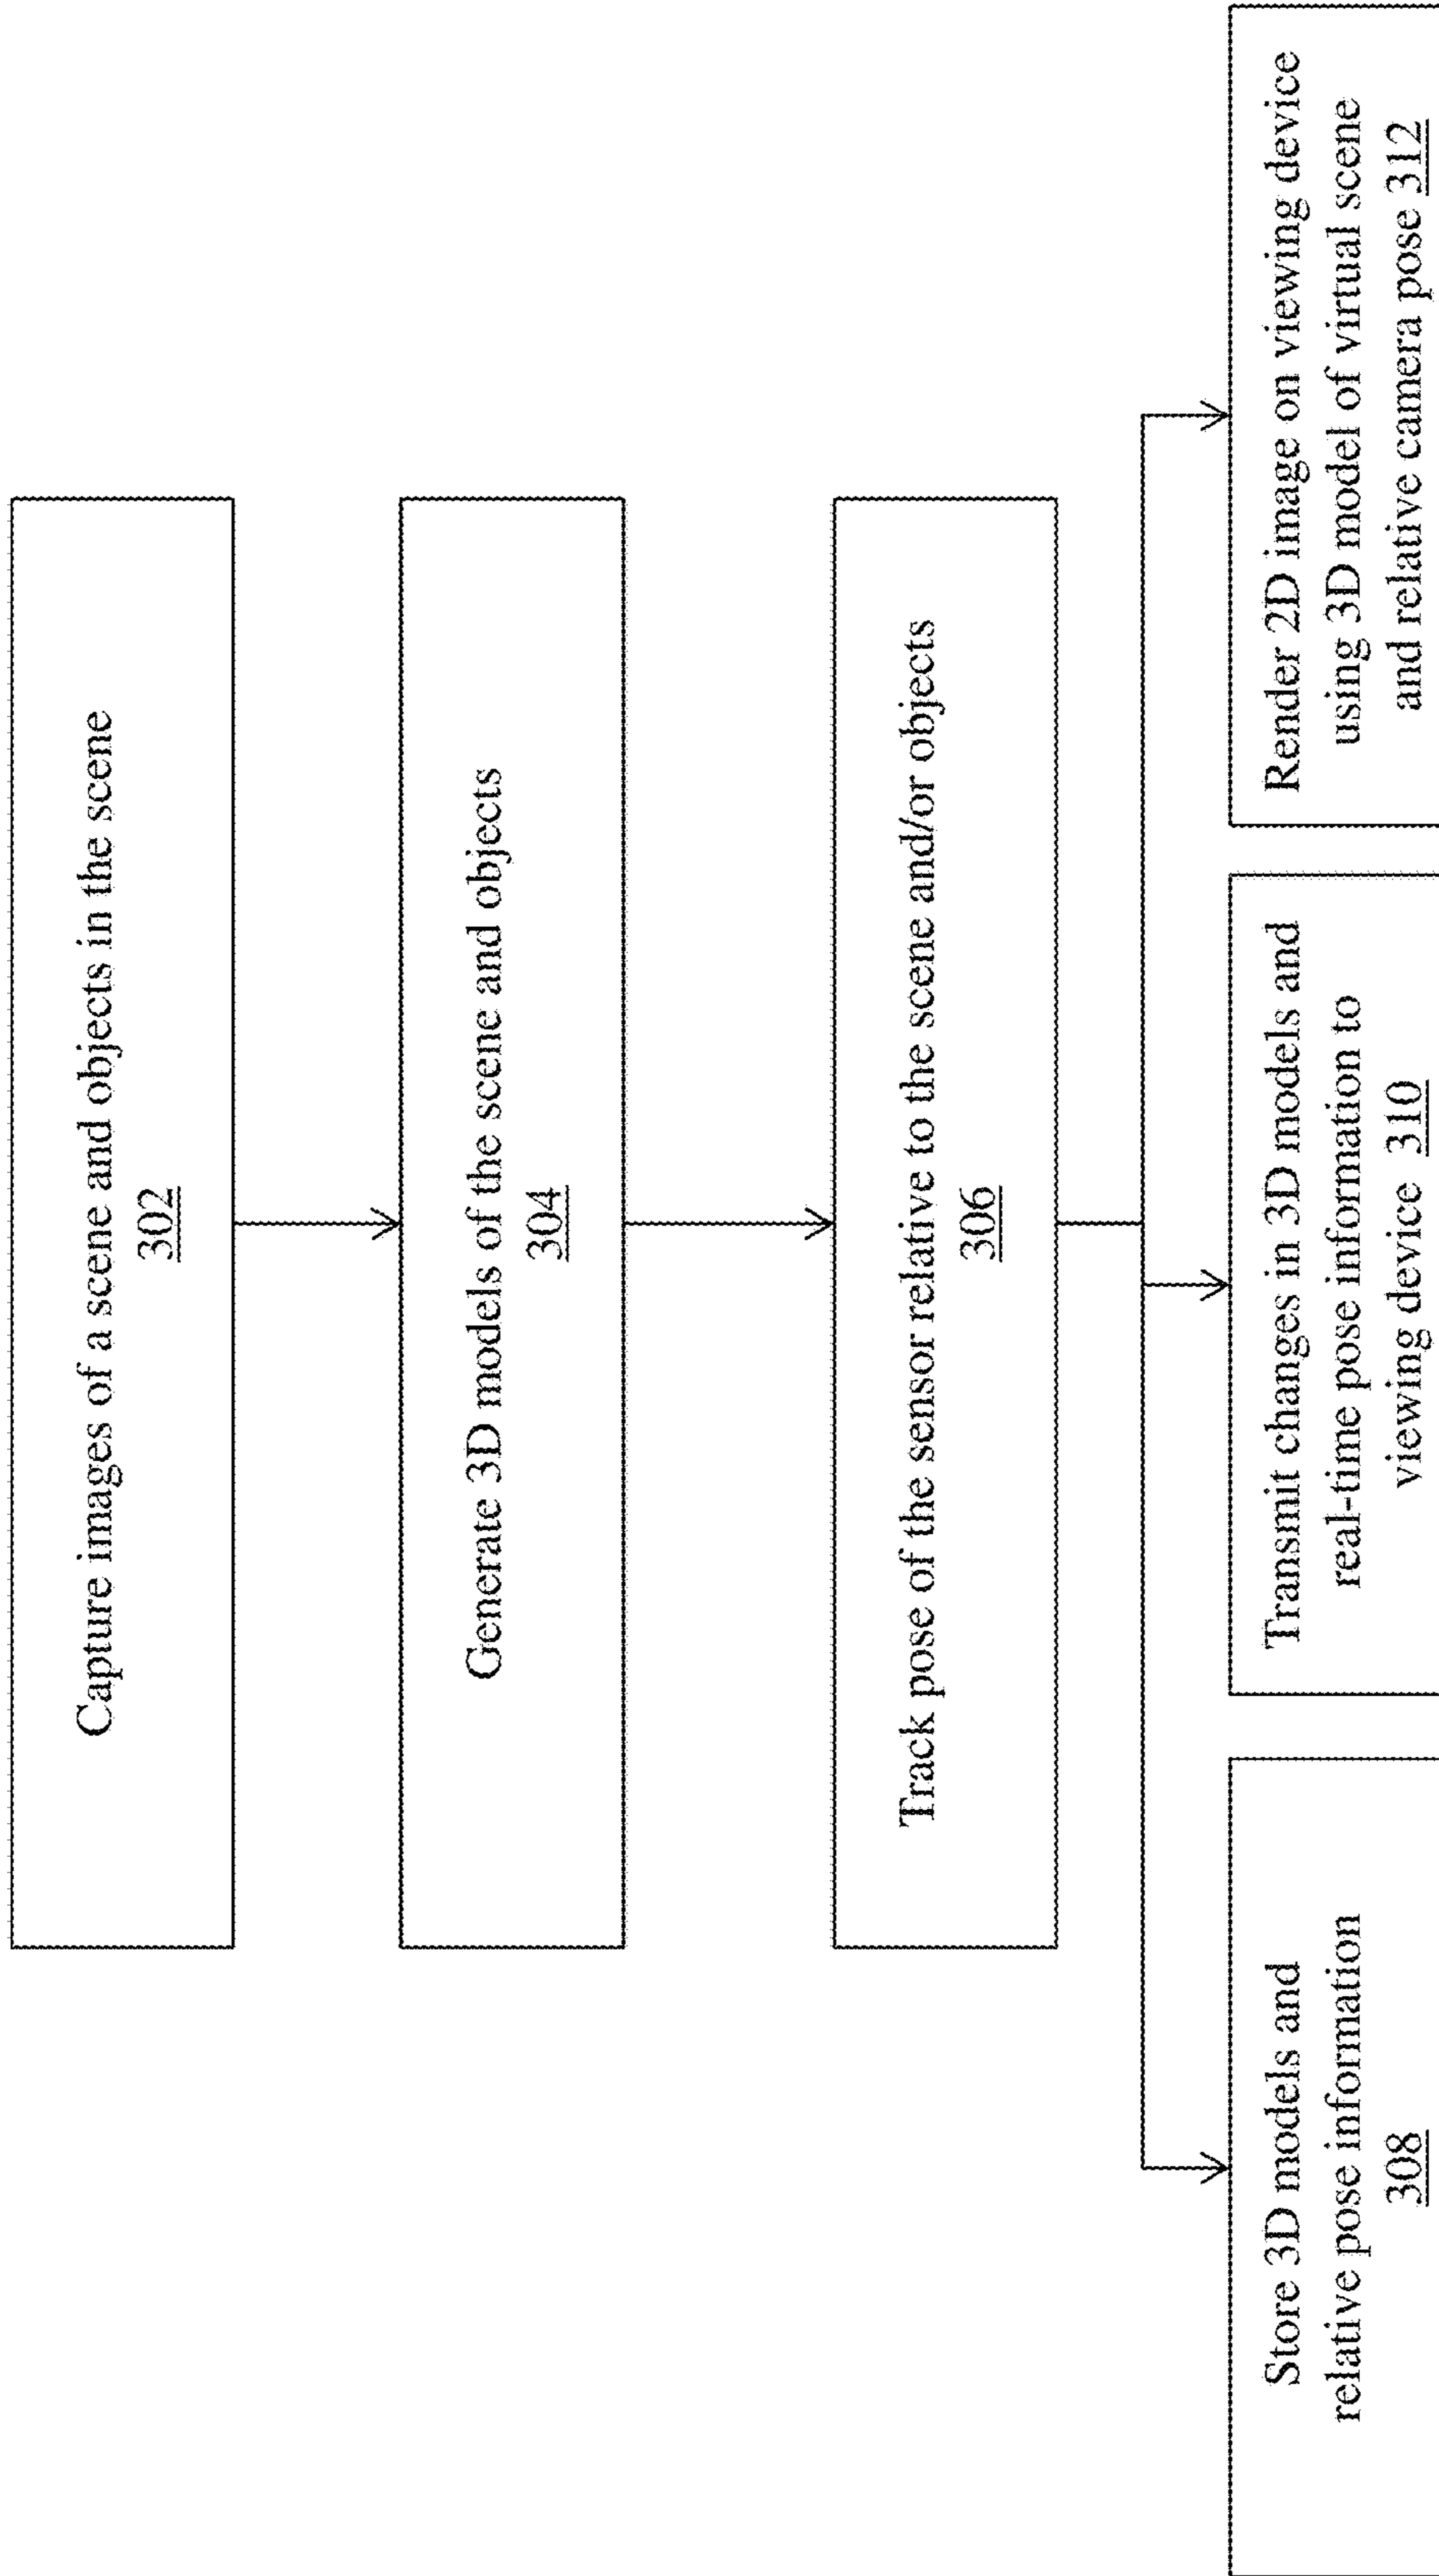 Capture images of a scene and objects in the scene
302
Generate 3D models of the scene and objects
304
Track pose of the sensor relative to the scene and/or objects
306
Store 3D models and
relative pose information
308
Transmit changes in 3D models and
real-time pose information to
viewing device 310
Render 2D image on viewing device
using 3D model of virtual scene
and relative camera pose 312